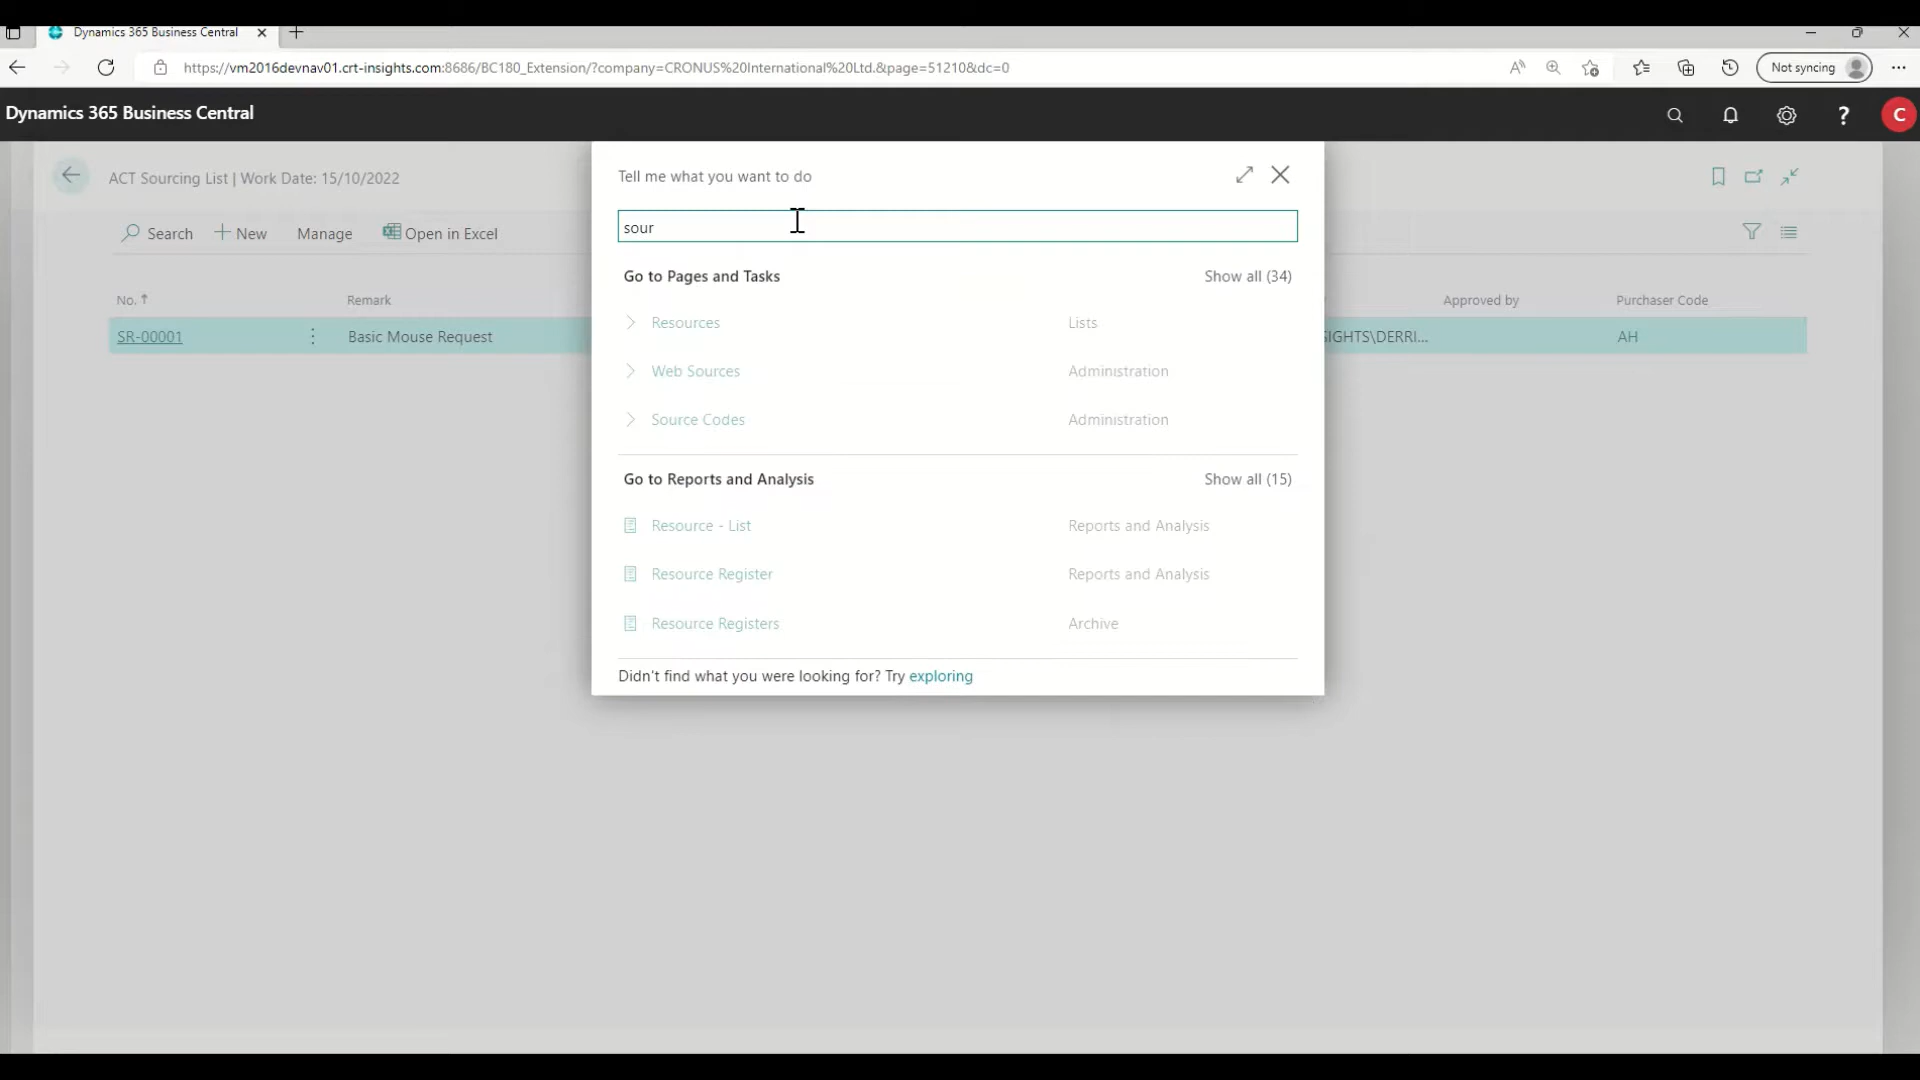 Dynamics 365 Business Central
https://vm2016devnav01.crt-insights.com:8686/BC180_Extension/?company=CRONUS%20International%20Ltd.&page=51210&dc=0
Not syncing
Dynamics 365 Business Central
C
ACT Sourcing List | Work Date: 15/10/2022
Search
New
Manage
Open in Excel
No. ↑
Remark
Approved by
Purchaser Code
SR-00001
Basic Mouse Request
SIGHTS\DERRI...
AH
Tell me what you want to do
sour
Go to Pages and Tasks
Show all (34)
Resources
Lists
Web Sources
Administration
Source Codes
Administration
Go to Reports and Analysis
Show all (15)
Resource - List
Reports and Analysis
Resource Register
Reports and Analysis
Resource Registers
Archive
Didn't find what you were looking for? Try exploring